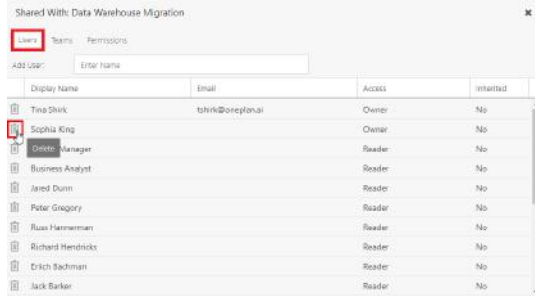 Shared With: Data Warehouse Migration
Users Teams Permissions
Add User: Enter Name
Display Name Email Access Inherited
Tina Shirk tshirk@oneplan.ai Owner No
Sophia King Owner No
Delete Manager Reader No
Business Analyst Reader No
Jared Dunn Reader No
Peter Gregory Reader No
Russ Hannerman Reader No
Richard Hendricks Reader No
Erlich Bachman Reader No
Jack Barker Reader No